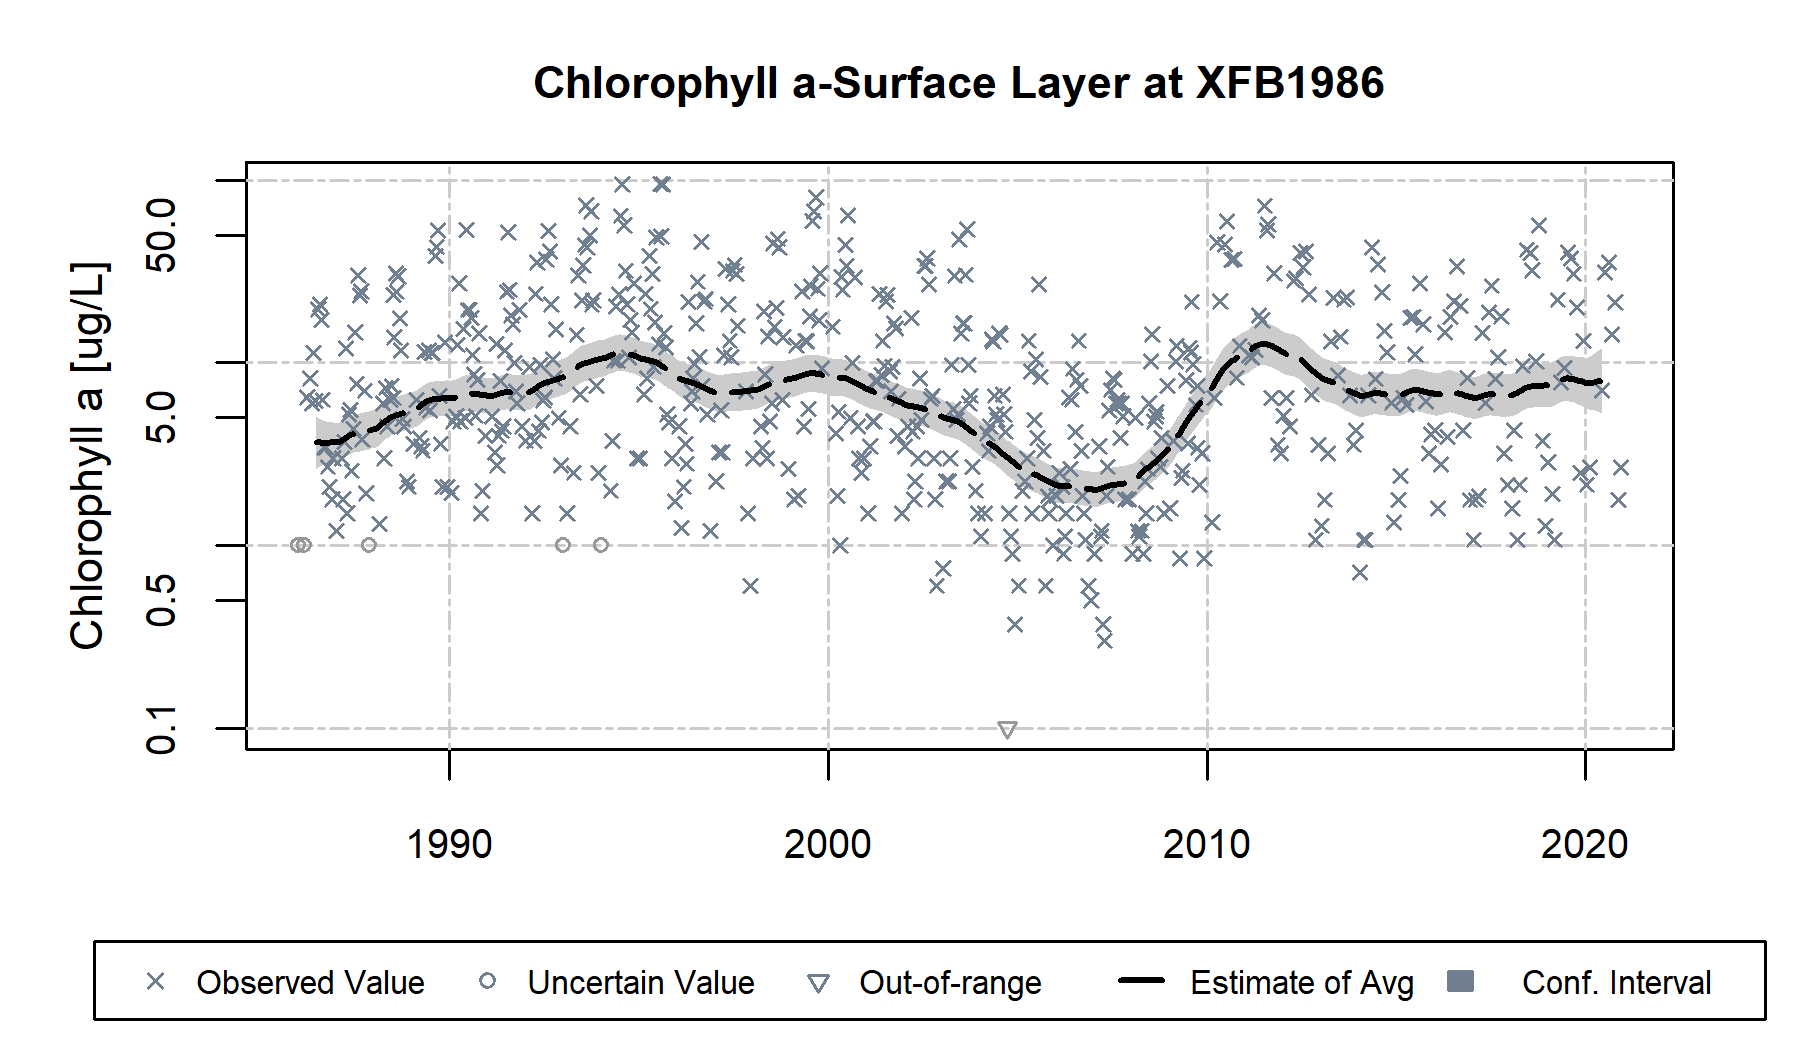 Chlorophyll a-Surface Layer at XFB1986
Chlorophyll a [ug/L]
50.0
5.0
0.5
0.1
1990 2000 2010 2020
Observed Value Uncertain Value Out-of-range Estimate of Avg Conf. Interval